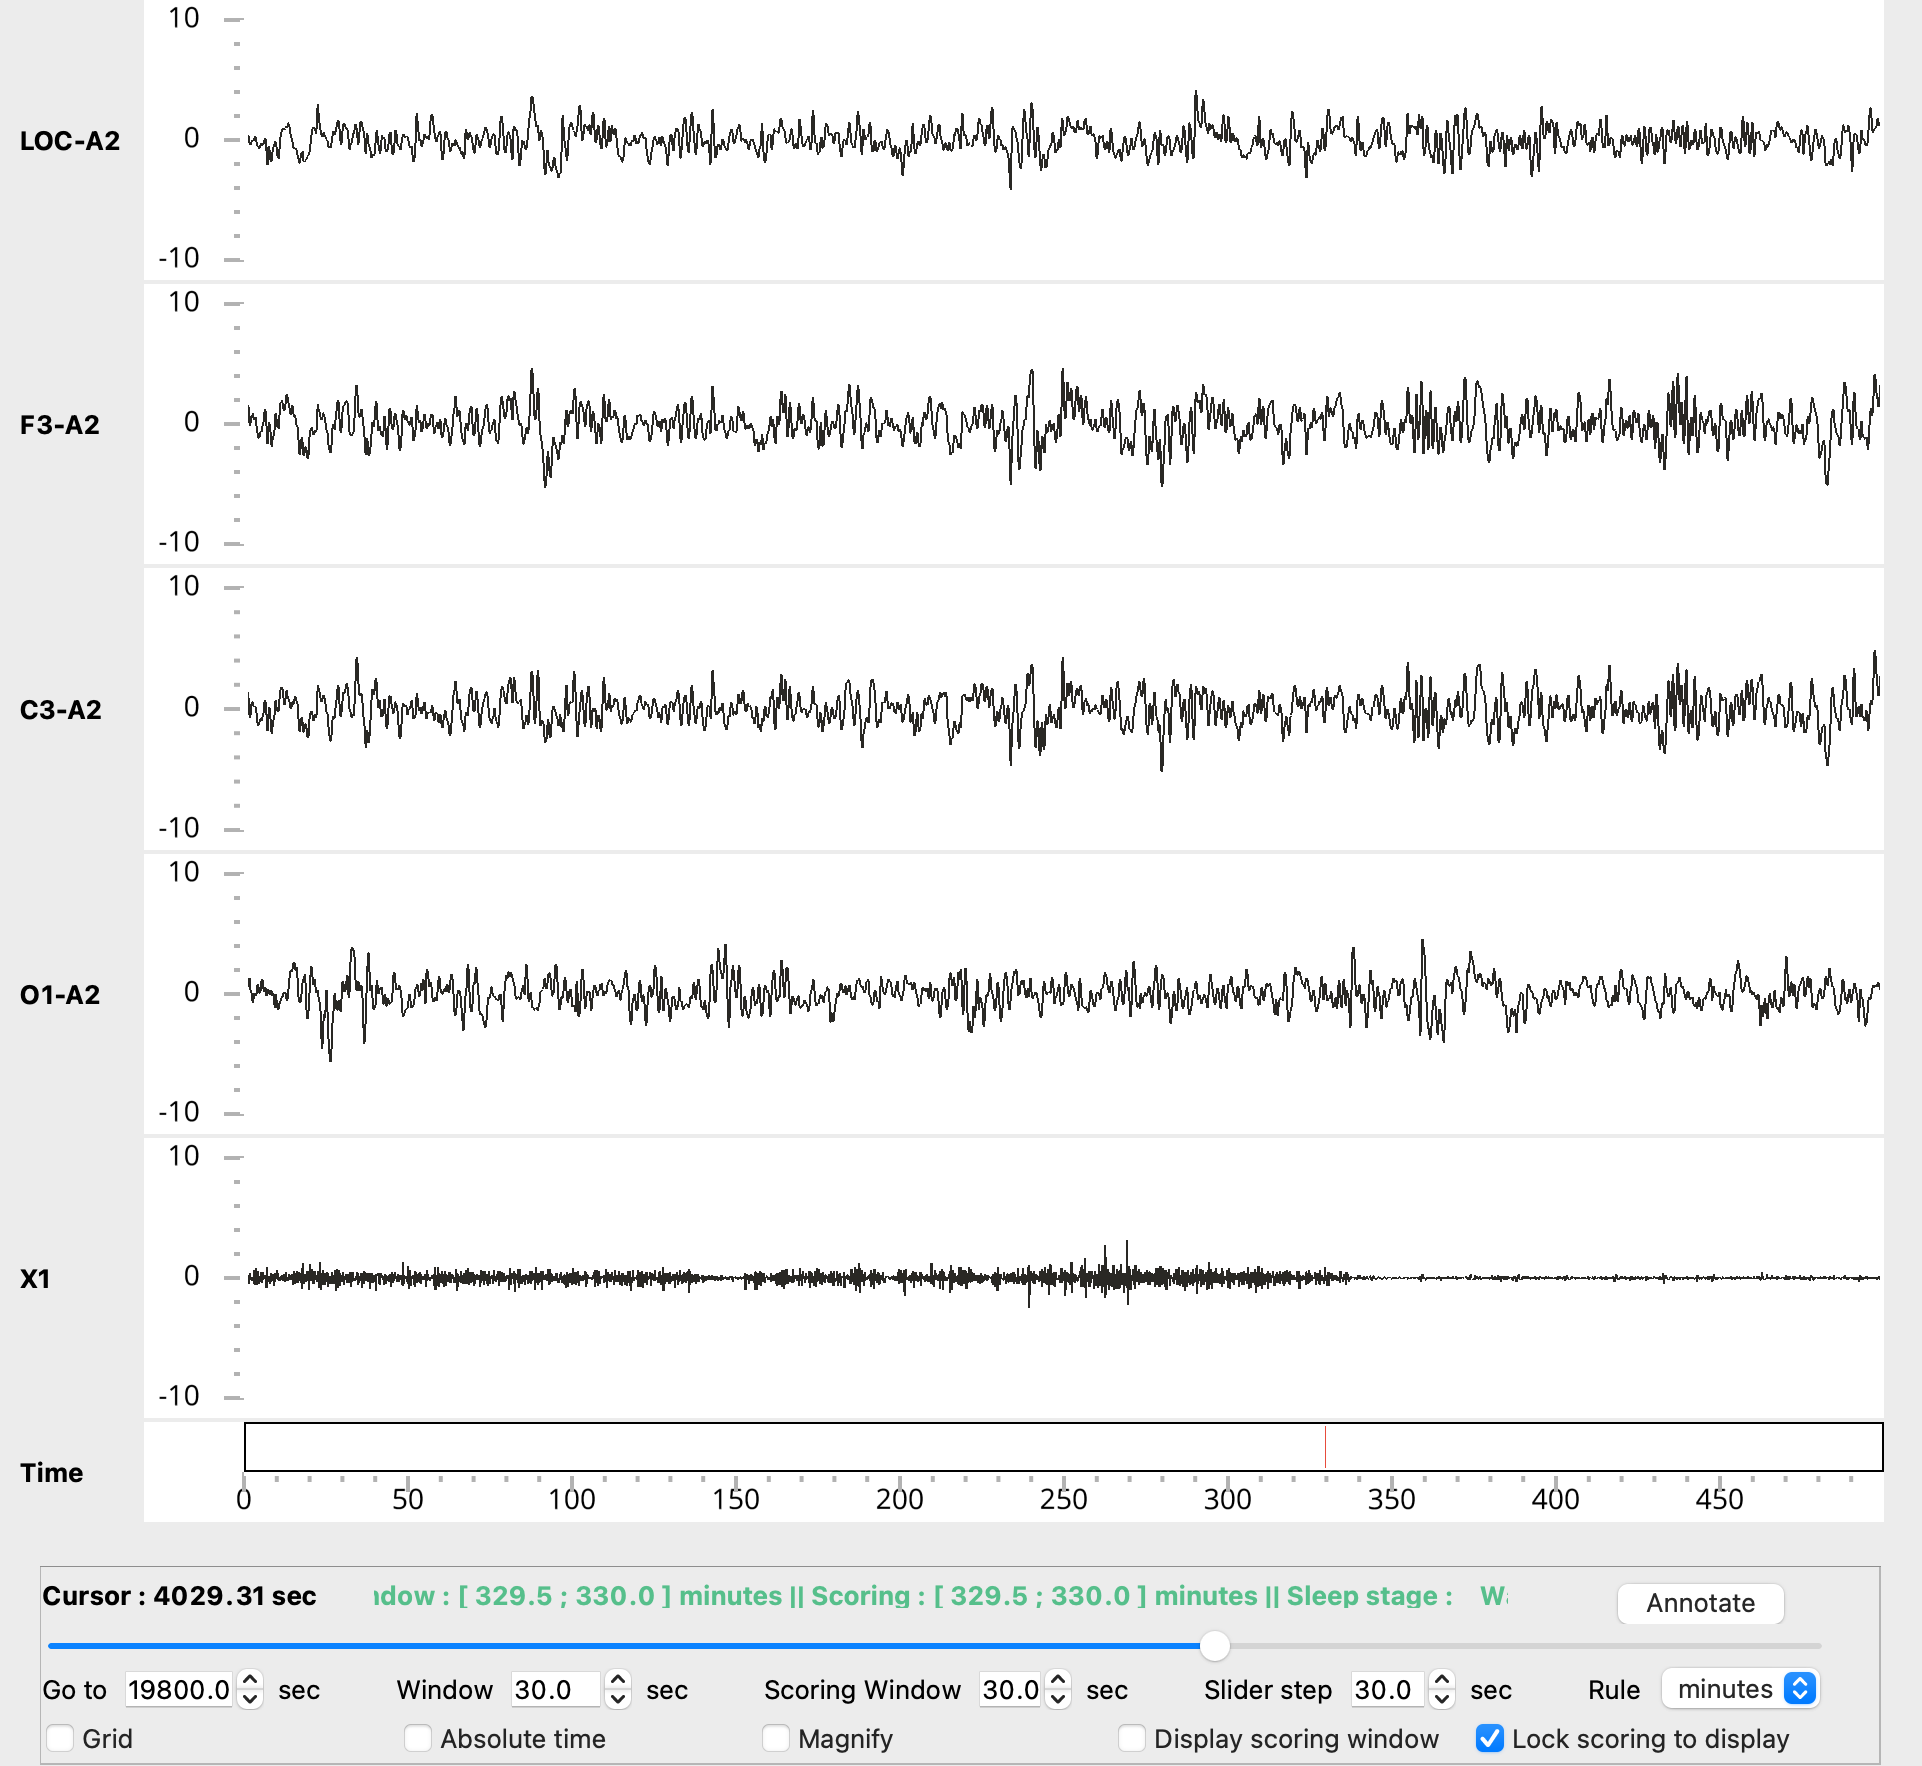 10
LOC-A2
0
-10
10
F3-A2
0
-10
10
C3-A2
0
-10
10
O1-A2
0
-10
10
X1
0
-10
Time
0 50 100 150 200 250 300 350 400 450
Cursor : 4029.31 sec
: [ 329.5 ; 330.0 ] minutes || Scoring : [ 329.5 ; 330.0 ] minutes || Sleep stage :
Annotate
Go to 19800.0 sec Window 30.0 sec Scoring Window 30.0 sec Slider step 30.0 sec Rule minutes
Grid Absolute time Magnify Display scoring window Lock scoring to display